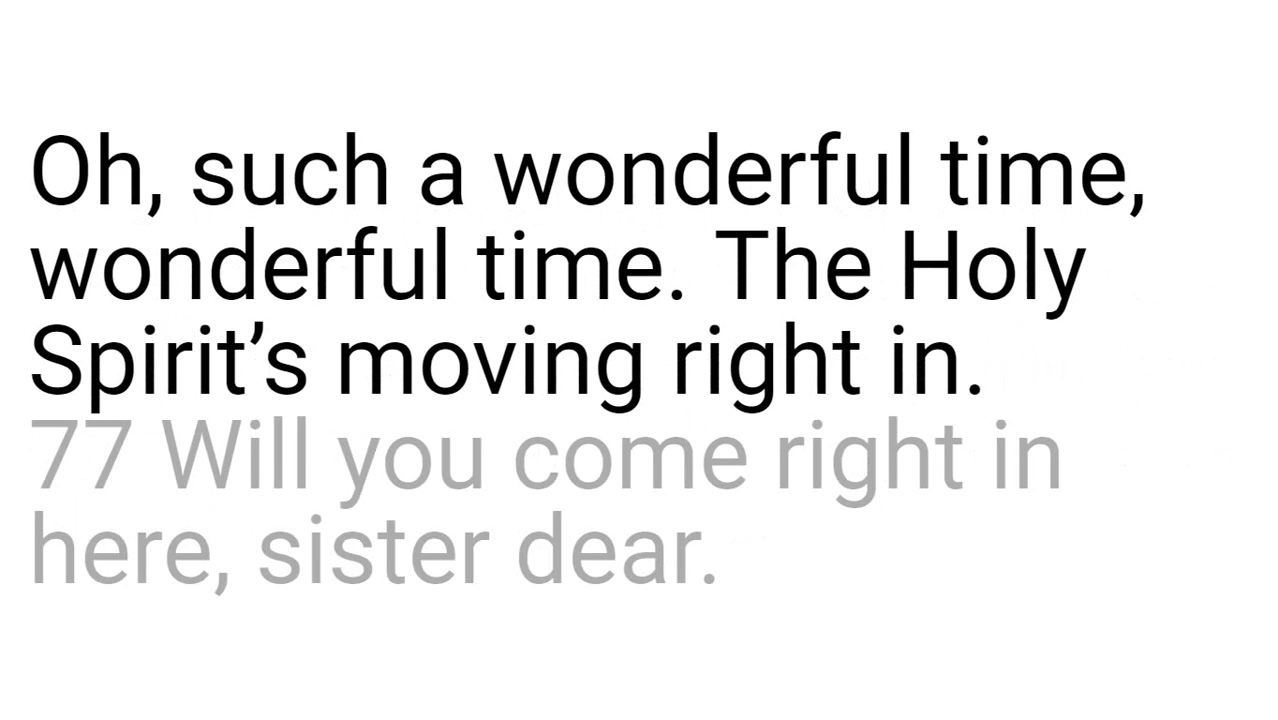 Oh, such a wonderful time,
wonderful time. The Holy
Spirit’s moving right in.
77 Will you come right in
here, sister dear.